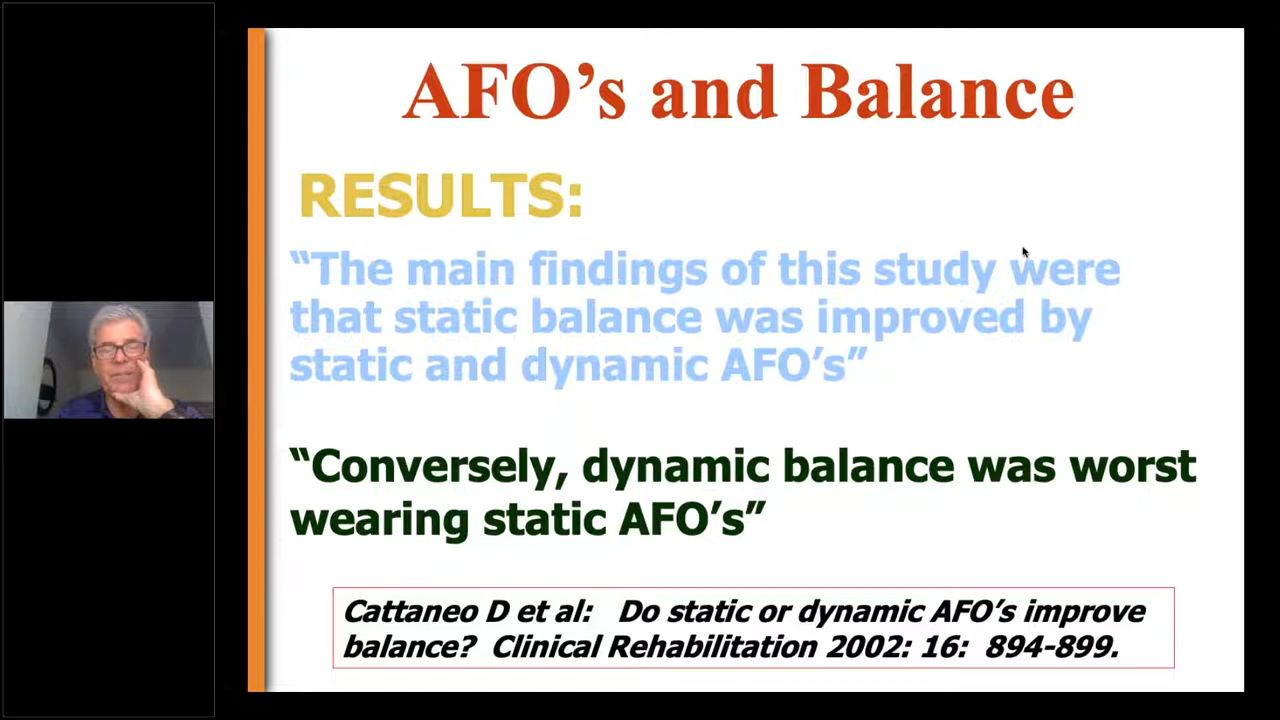 AFO’s and Balance
RESULTS:
“The main findings of this study were
that static balance was improved by
static and dynamic AFO’s”
“Conversely, dynamic balance was worst
wearing static AFO’s”
Cattaneo D et al: Do static or dynamic AFO’s improve
balance? Clinical Rehabilitation 2002: 16: 894-899.